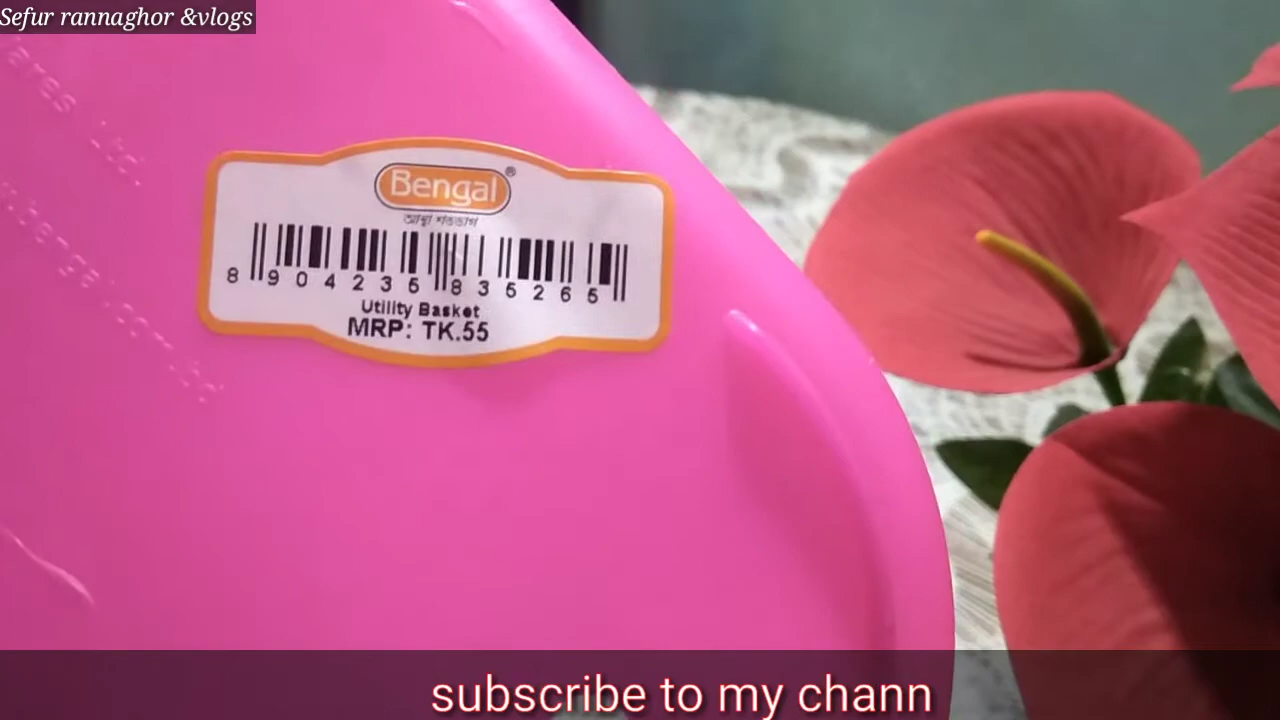 Sefur rannaghor &vlogs
Bengal®
8 904235 835265
Utility Basket
MRP: TK.55
subscribe to my chann